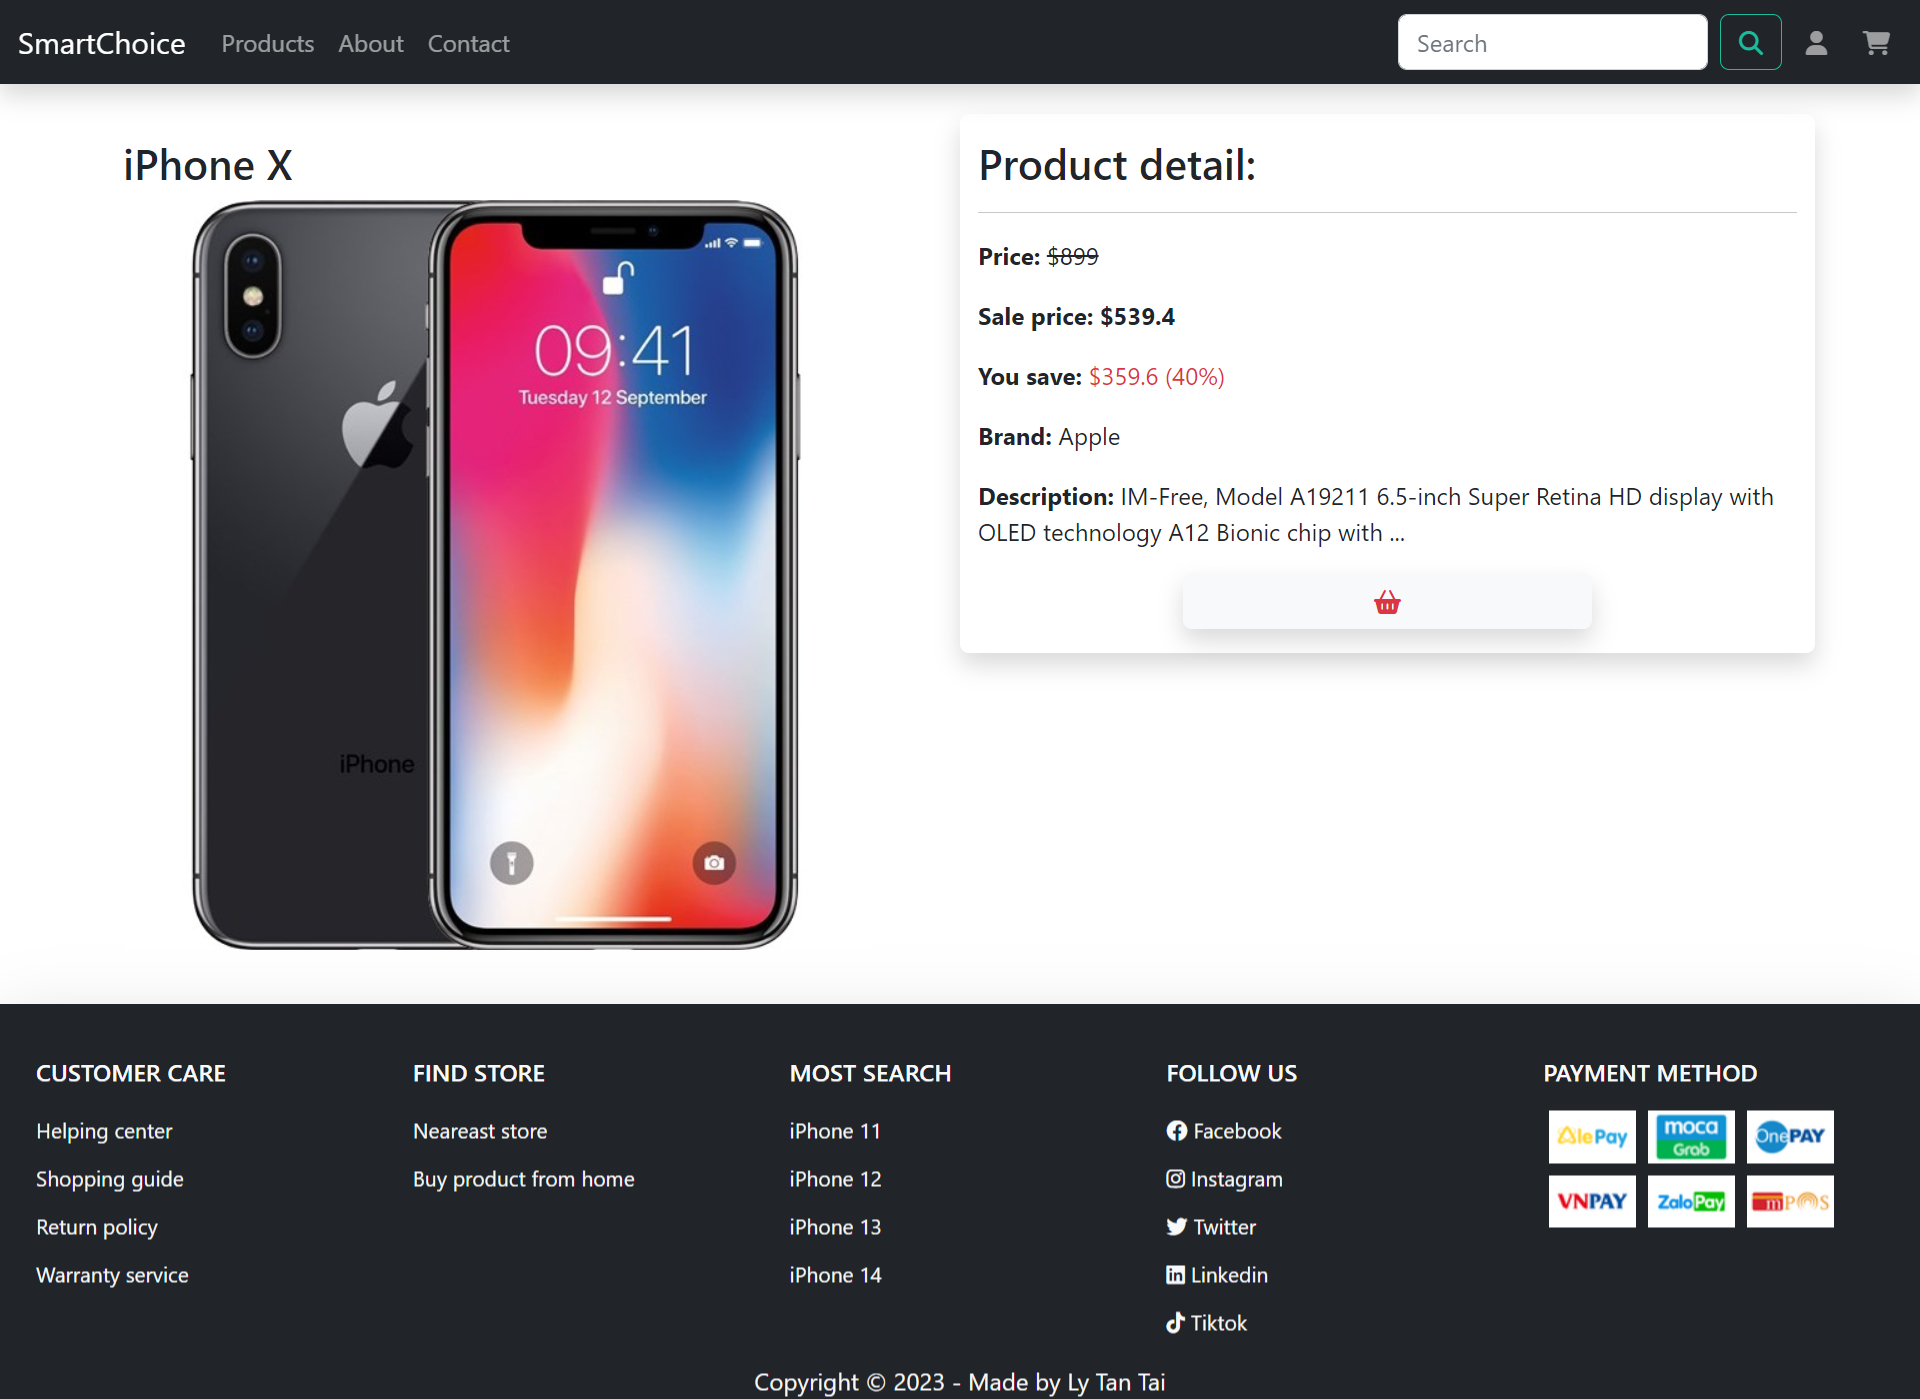 SmartChoice Products About Contact Search
iPhone X
09:41
Tuesday 12 September
iPhone
Product detail:
Price: $899
Sale price: $539.4
You save: $359.6 (40%)
Brand: Apple
Description: IM-Free, Model A19211 6.5-inch Super Retina HD display with
OLED technology A12 Bionic chip with ...
CUSTOMER CARE
Helping center
Shopping guide
Return policy
Warranty service
FIND STORE
Neareast store
Buy product from home
MOST SEARCH
iPhone 11
iPhone 12
iPhone 13
iPhone 14
FOLLOW US
Facebook
Instagram
Twitter
Linkedin
Tiktok
PAYMENT METHOD
AlePay
moca
Grab
OnePAY
VNPAY
ZaloPay
mPOS
Copyright © 2023 - Made by Ly Tan Tai